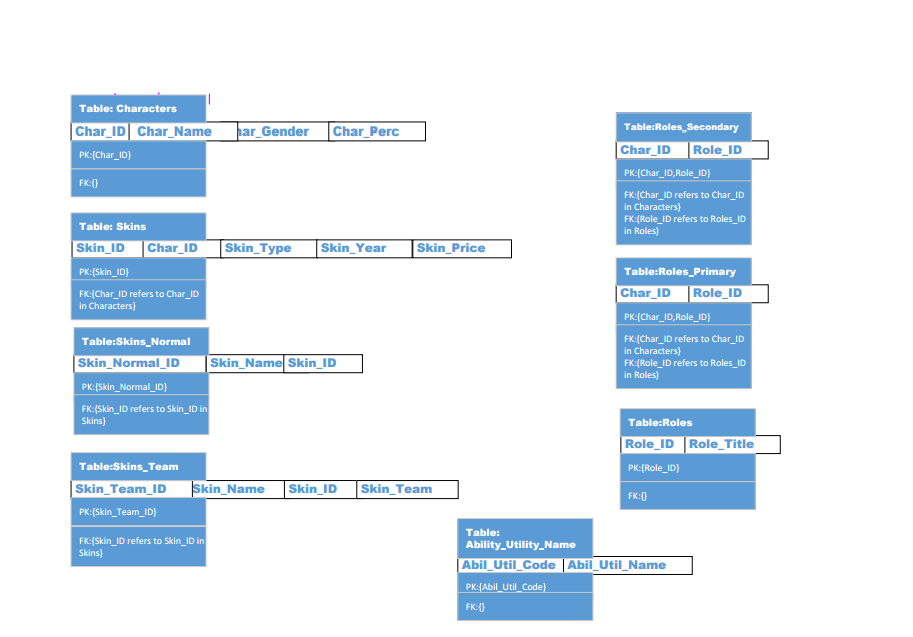 Table: Characters
Char_ID Char_Name har_Gender Char_Perc
PK:{Char_ID}
FK:{}
Table: Skins
Skin_ID Char_ID Skin_Type Skin_Year Skin_Price
PK:{Skin_ID}
FK:{Char_ID refers to Char_ID
in Characters}
Table:Skins_Normal
Skin_Normal_ID Skin_Name Skin_ID
PK:{Skin_Normal_ID}
FK:{Skin_ID refers to Skin_ID in
Skins}
Table:Skins_Team
Skin_Team_ID Skin_Name Skin_ID Skin_Team
PK:{Skin_Team_ID}
FK:{Skin_ID refers to Skin_ID in
Skins}
Table:
Ability_Utility_Name
Abil_Util_Code Abil_Util_Name
PK:{Abil_Util_Code}
FK:{}
Table:Roles_Secondary
Char_ID Role_ID
PK:{Char_ID,Role_ID}
FK:{Char_ID refers to Char_ID
in Characters}
FK:{Role_ID refers to Roles_ID
in Roles)
Table:Roles_Primary
Char_ID Role_ID
PK:{Char_ID,Role_ID}
FK:{Char_ID refers to Char_ID
in Characters}
FK:{Role_ID refers to Roles_ID
in Roles)
Table:Roles
Role_ID Role_Title
PK:{Role_ID}
FK:{}